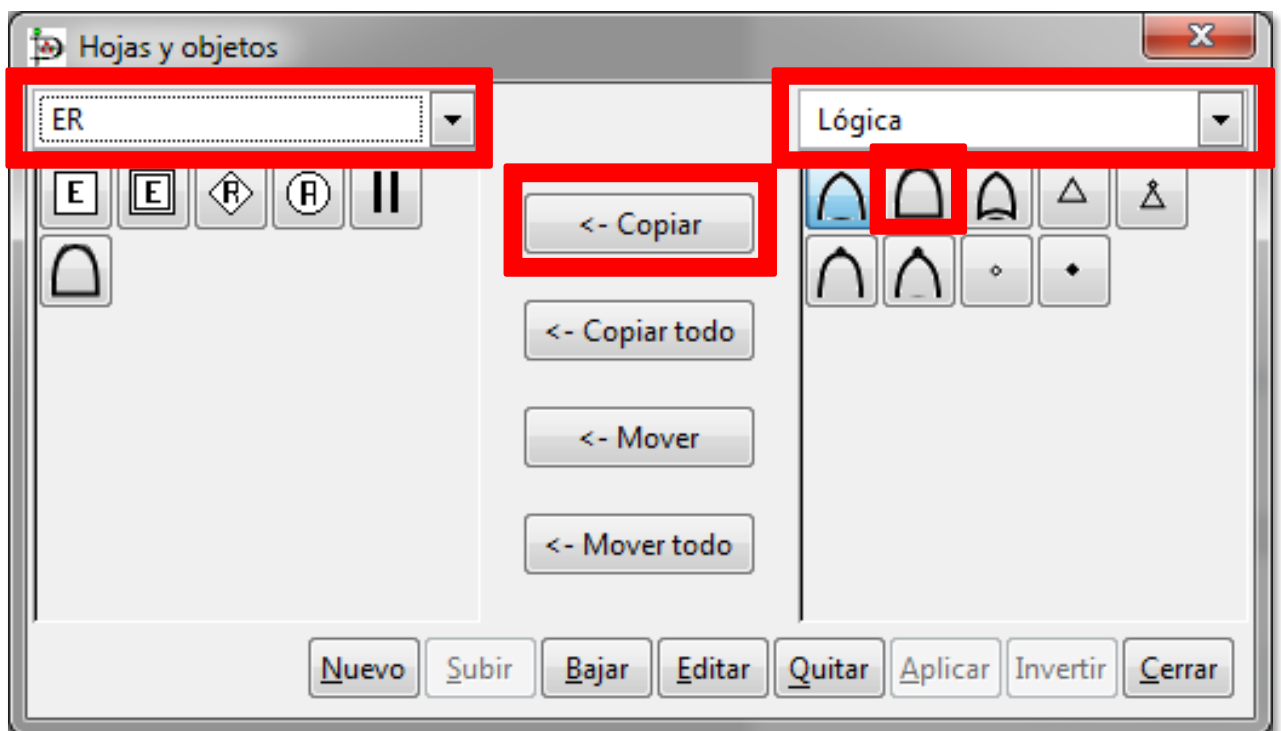 Hojas y objetos
ER
Lógica
E E R A
<- Copiar
<- Copiar todo
<- Mover
<- Mover todo
Nuevo Subir Bajar Editar Quitar Aplicar Invertir Cerrar